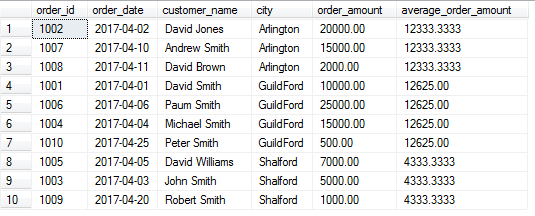 order_id order_date customer_name city order_amount average_order_amount
1 1002 2017-04-02 David Jones Arlington 20000.00 12333.3333
2 1007 2017-04-10 Andrew Smith Arlington 15000.00 12333.3333
3 1008 2017-04-11 David Brown Arlington 2000.00 12333.3333
4 1001 2017-04-01 David Smith GuildFord 10000.00 12625.00
5 1006 2017-04-06 Paum Smith GuildFord 25000.00 12625.00
6 1004 2017-04-04 Michael Smith GuildFord 15000.00 12625.00
7 1010 2017-04-25 Peter Smith GuildFord 500.00 12625.00
8 1005 2017-04-05 David Williams Shalford 7000.00 4333.3333
9 1003 2017-04-03 John Smith Shalford 5000.00 4333.3333
10 1009 2017-04-20 Robert Smith Shalford 1000.00 4333.3333